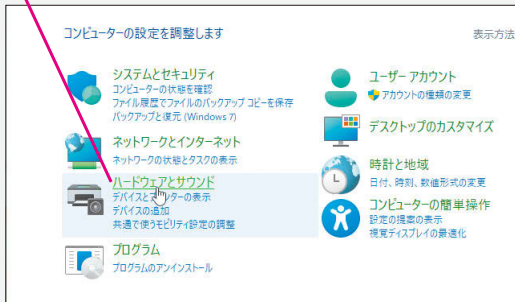 コンピューターの設定を調整します
表示方法
システムとセキュリティ
コンピューターの状態を確認
ファイル履歴でファイルのバックアップ コピーを保存
バックアップと復元 (Windows 7)
ネットワークとインターネット
ネットワークの状態とタスクの表示
ハードウェアとサウンド
デバイスと ターの表示
デバイスの追加
共通で使うモビリティ設定の調整
プログラム
プログラムのアンインストール
ユーザー アカウント
アカウントの種類の変更
デスクトップのカスタマイズ
時計と地域
日付、時刻、数値形式の変更
コンピューターの簡単操作
設定の提案の表示
視覚ディスプレイの最適化